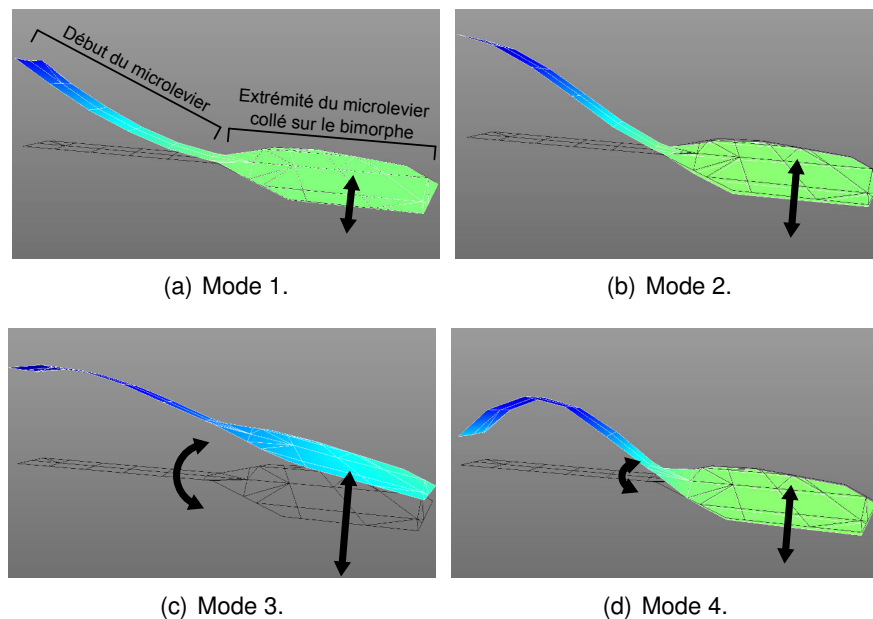 Début du microlevier
Extrémité du microlevier
collé sur le bimorphe
(a) Mode 1.
(b) Mode 2.
(c) Mode 3.
(d) Mode 4.